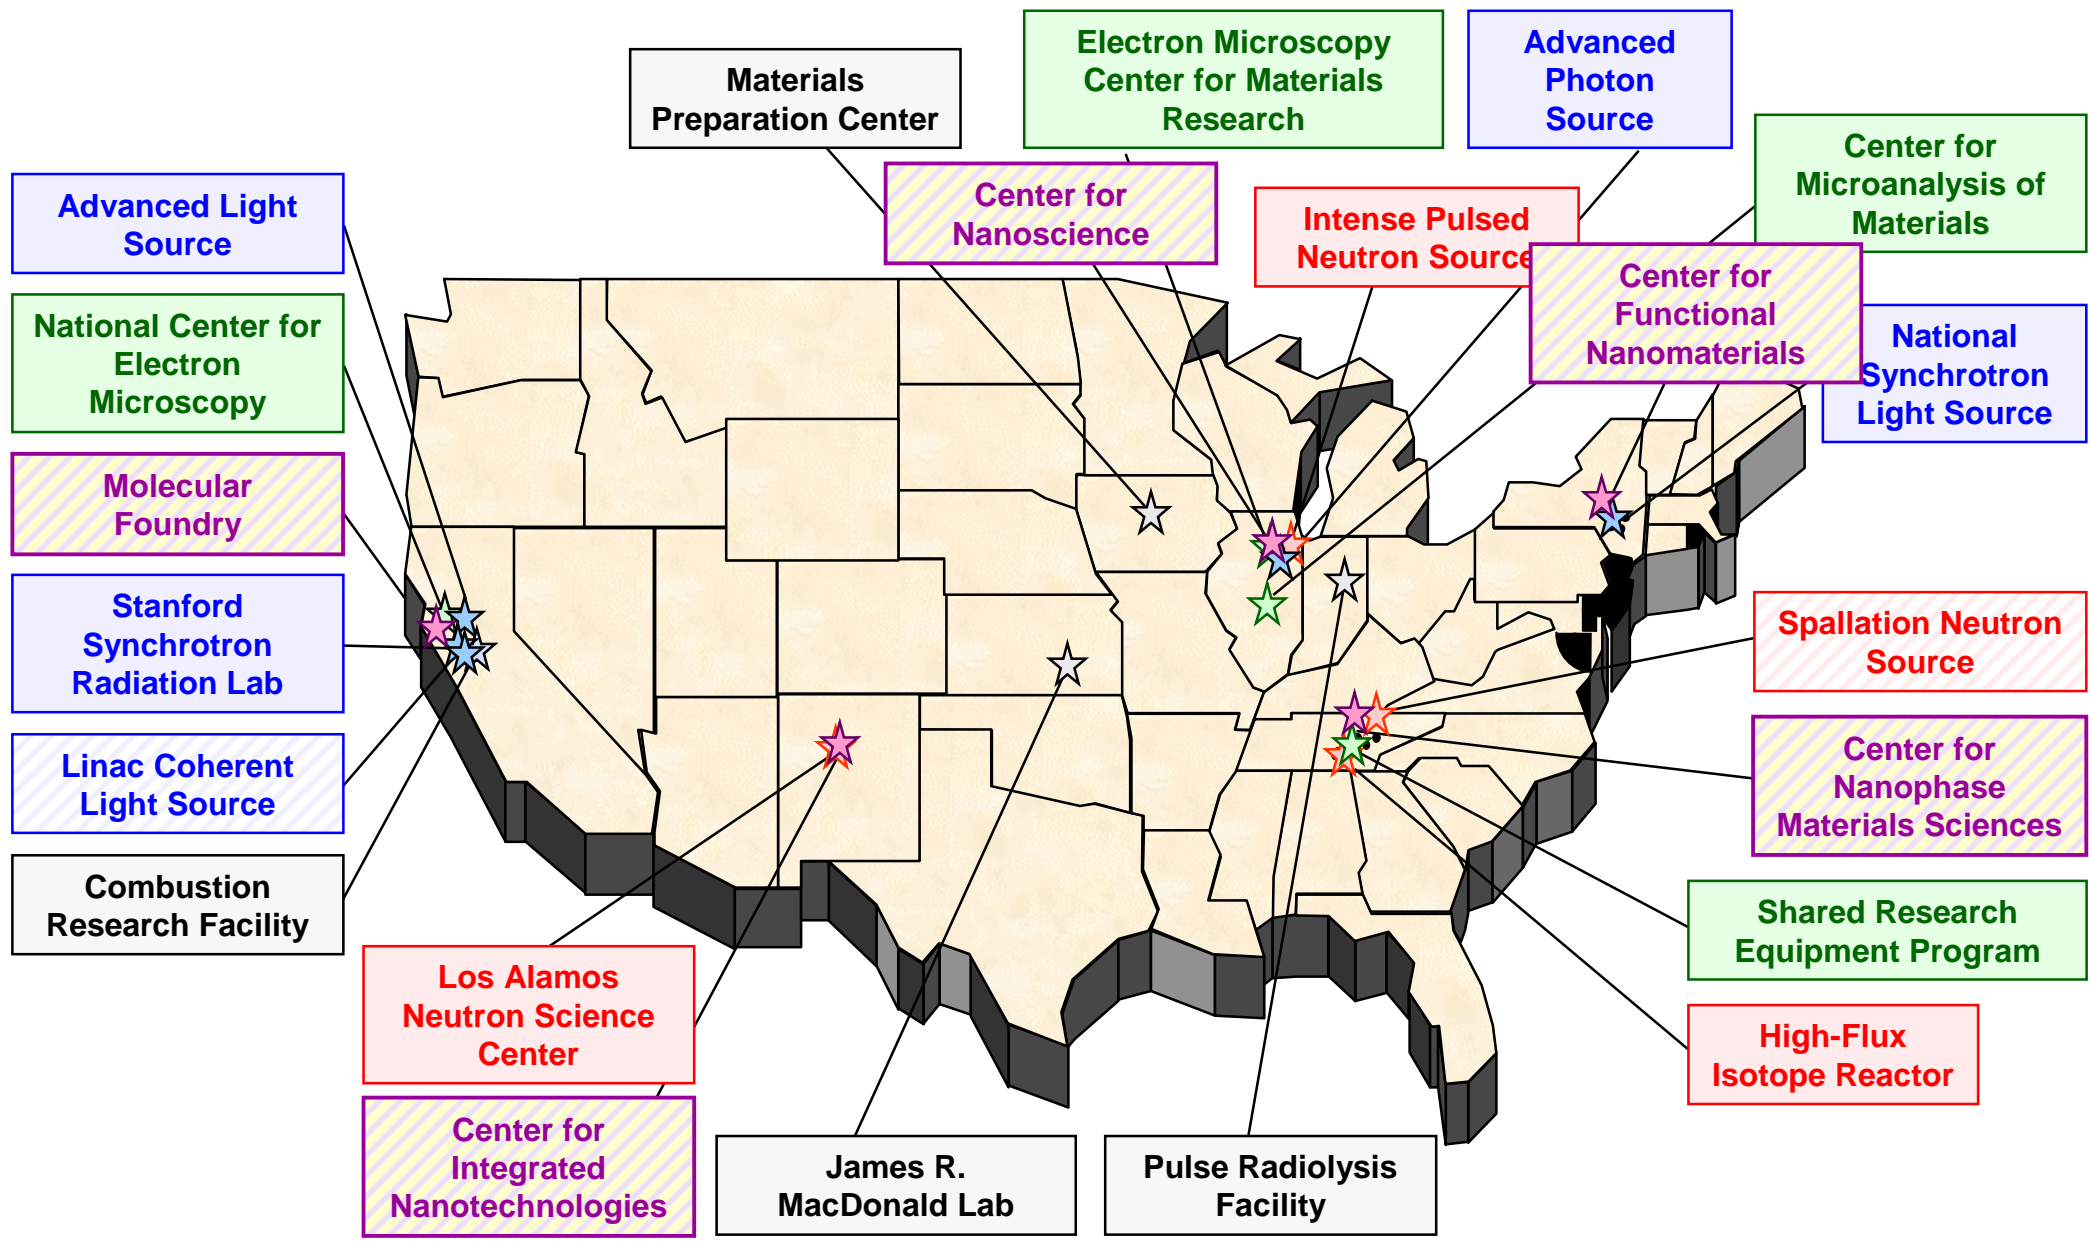 Materials
Preparation Center
Electron Microscopy
Center for Materials
Research
Advanced
Photon
Source
Center for
Microanalysis of
Materials
Advanced Light
Source
Center for
Nanoscience
Intense Pulsed
Neutron Source
Center for
Functional
Nanomaterials
National Center for
Electron
Microscopy
National
Synchrotron
Light Source
Molecular
Foundry
Stanford
Synchrotron
Radiation Lab
Spallation Neutron
Source
Linac Coherent
Light Source
Center for
Nanophase
Materials Sciences
Combustion
Research Facility
Shared Research
Equipment Program
Los Alamos
Neutron Science
Center
High-Flux
Isotope Reactor
Center for
Integrated
Nanotechnologies
James R.
MacDonald Lab
Pulse Radiolysis
Facility